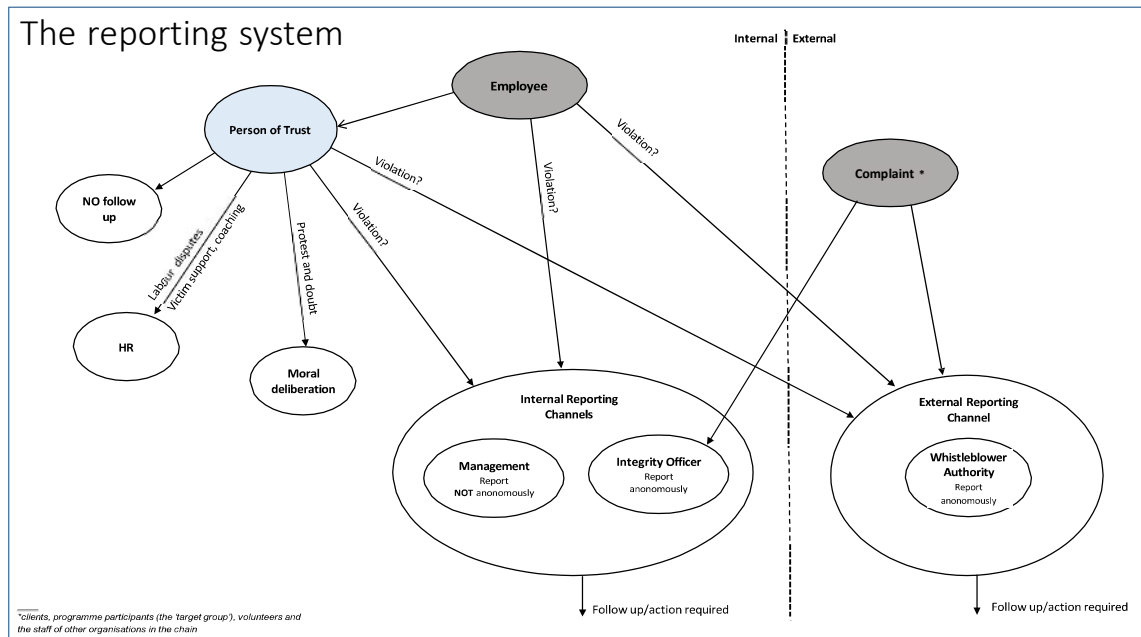 The reporting system
Internal
External
Employee
Person of Trust
Complaint *
NO follow
up
Labour disputes
Victim support, coaching
Protest and doubt
Violation?
Violation?
Violation?
Violation?
HR
Moral
deliberation
Internal Reporting
Channels
Management
Report
NOT anonomously
Integrity Officer
Report
anonomously
External Reporting
Channel
Whistleblower
Authority
Report
anonomously
Follow up/action required
Follow up/action required
*clients, programme participants (the 'target group'), volunteers and
the staff of other organisations in the chain